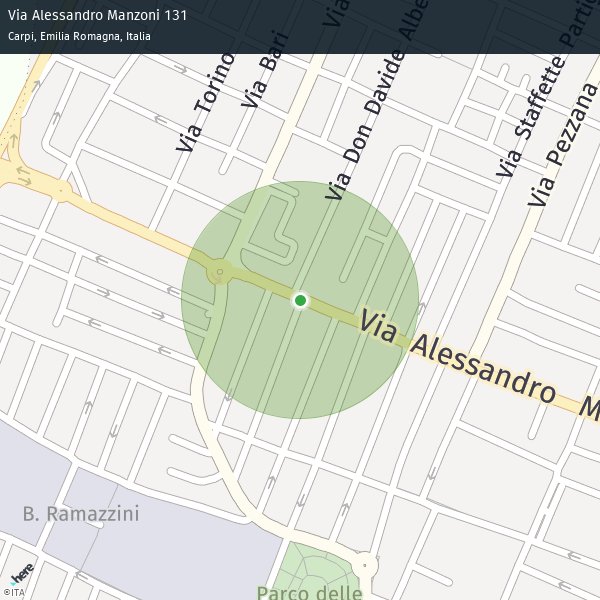 Via Alessandro Manzoni 131
Carpi, Emilia Romagna, Italia
Via Torino
Via Bari
Via
Via Don Davide Albe
Via Staffette Parti
Via Pezzana
Via Alessandro M
B. Ramazzini
Parco delle
here
©ITA